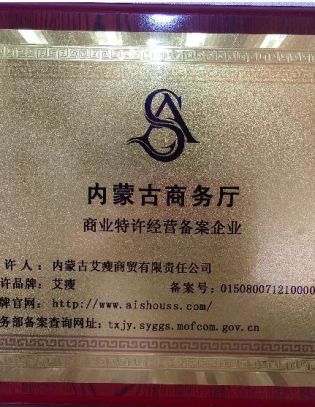 SA
内蒙古商务厅
商业特许经营备案企业
许人：内蒙古艾瘦商贸有限责任公司
许品牌：艾瘦 备案号：01508007121000
牌官网：http://www.aishouss.com/
务部备案查询网址：txjy.syggs.mofcom.gov.cn